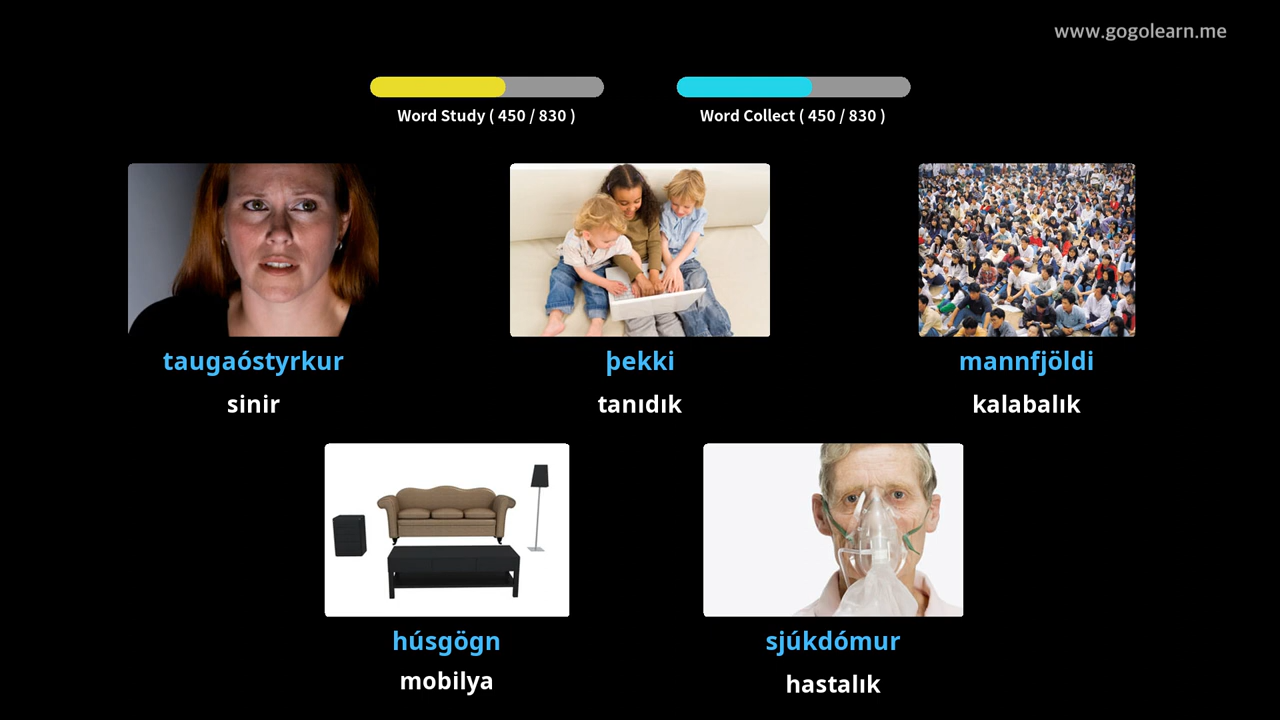 www.gogolearn.me
Word Study ( 450 / 830 )
Word Collect ( 450 / 830 )
taugaóstyrkur
þekki
mannfjöldi
sinir
tanıdık
kalabalık
húsgögn
sjúkdómur
mobilya
hastalık